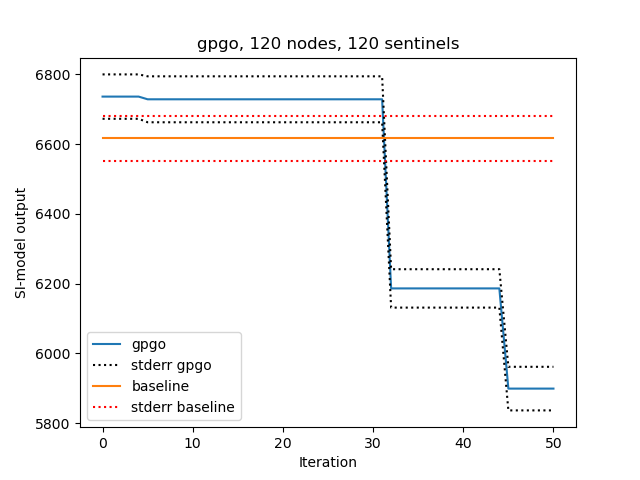 gpgo, 120 nodes, 120 sentinels
SI-model output
6800
6600
6400
6200
6000
5800
gpgo
stderr gpgo
baseline
stderr baseline
0 10 20 30 40 50
Iteration